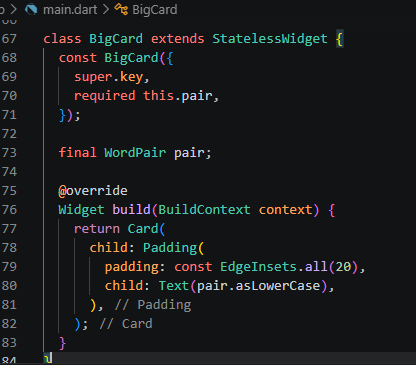 main.dart > BigCard
67 class BigCard extends StatelessWidget {
68   const BigCard({
69     super.key,
70     required this.pair,
71   });
72
73   final WordPair pair;
74
75   @override
76   Widget build(BuildContext context) {
77     return Card(
78       child: Padding(
79         padding: const EdgeInsets.all(20),
80         child: Text(pair.asLowerCase),
81       ), // Padding
82     ); // Card
83   }
84 }